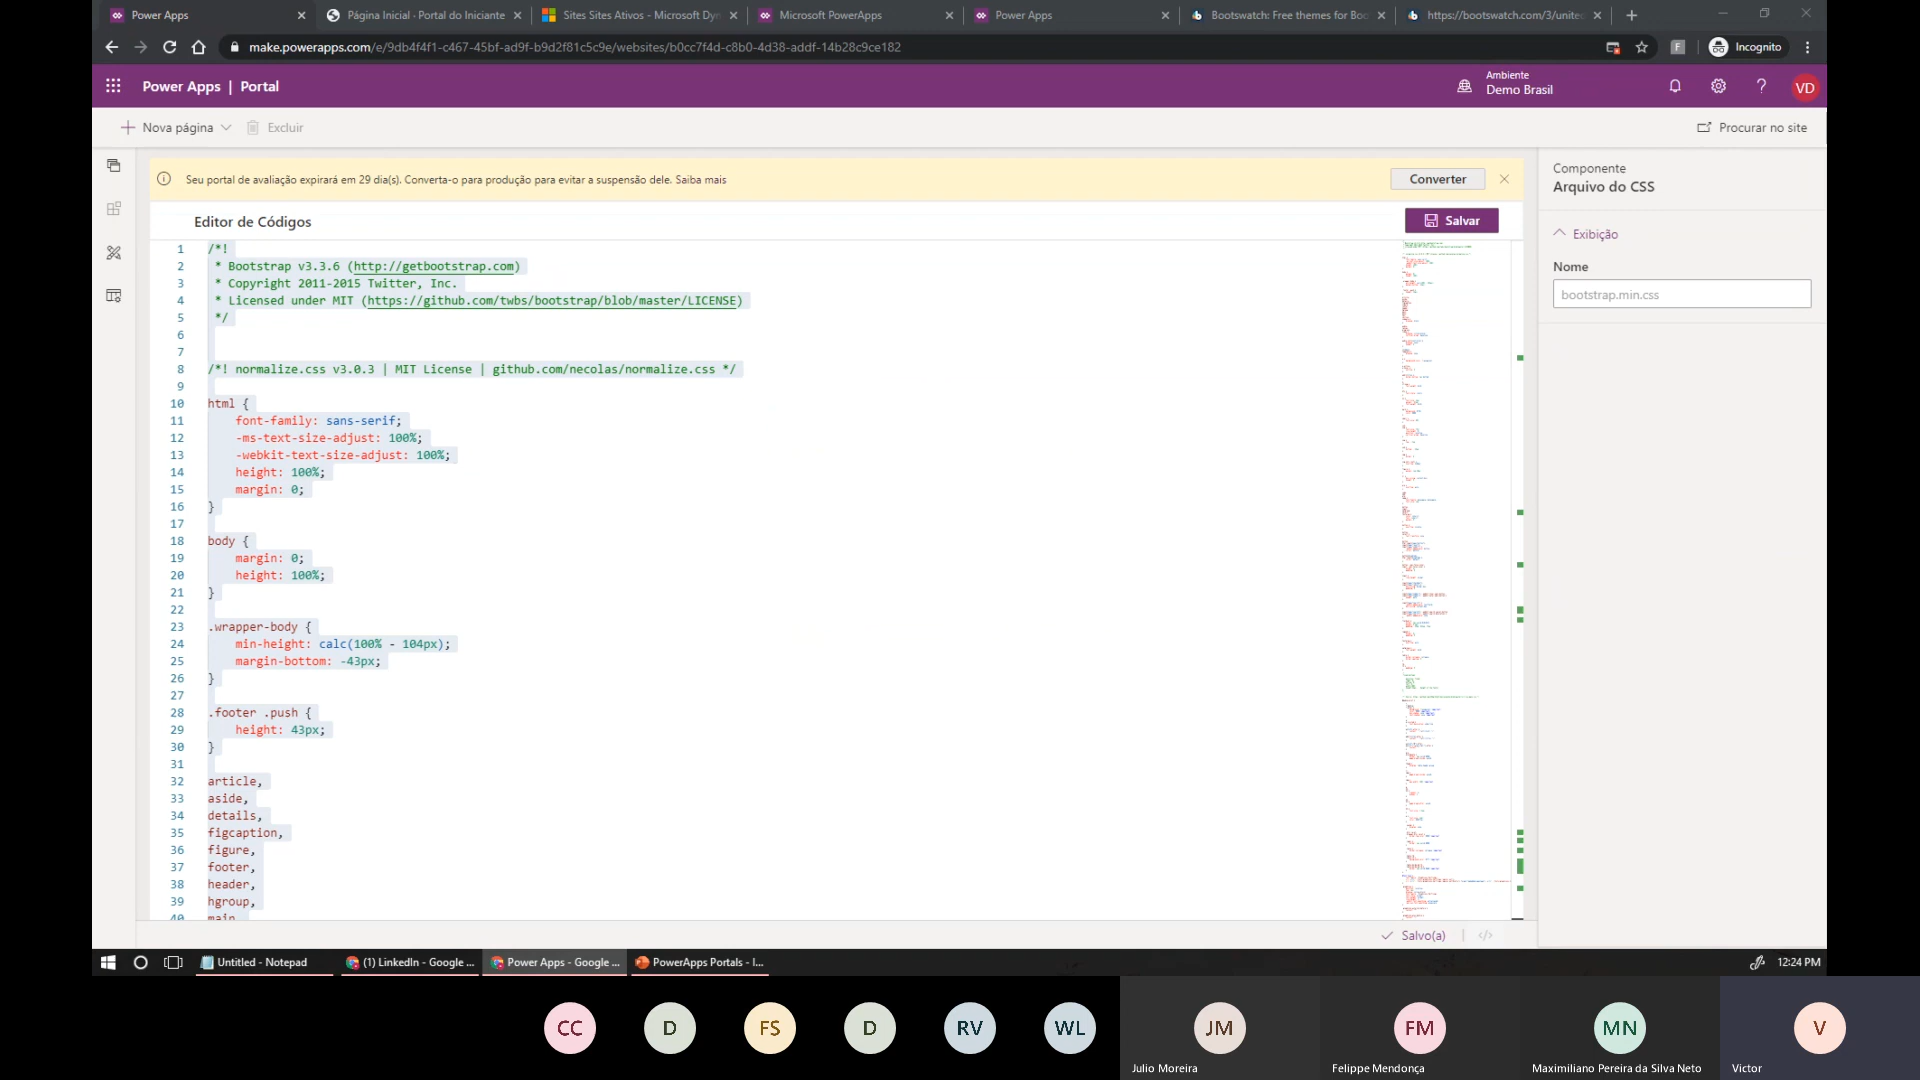 Power Apps
Página Inicial · Portal do Iniciante
Sites Sites Ativos - Microsoft Dyn
Microsoft PowerApps
Power Apps
Bootswatch: Free themes for Boo
https://bootswatch.com/3/unite
make.powerapps.com/e/9db4f4f1-c467-45bf-ad9f-b9d2f81c5c9e/websites/b0cc7f4d-c8b0-4d38-addf-14b28c9ce182
F
Incognito
Power Apps | Portal
Ambiente
Demo Brasil
?
VD
Nova página
Excluir
Procurar no site
Seu portal de avaliação expirará em 29 dia(s). Converta-o para produção para evitar a suspensão dele. Saiba mais
Converter
Componente
Arquivo do CSS
Editor de Códigos
Salvar
Exibição
Nome
bootstrap.min.css
1 /*!
2 * Bootstrap v3.3.6 (http://getbootstrap.com)
3 * Copyright 2011-2015 Twitter, Inc.
4 * Licensed under MIT (https://github.com/twbs/bootstrap/blob/master/LICENSE)
5 */
6
7
8 /*! normalize.css v3.0.3 | MIT License | github.com/necolas/normalize.css */
9
10 html {
11 font-family: sans-serif;
12 -ms-text-size-adjust: 100%;
13 -webkit-text-size-adjust: 100%;
14 height: 100%;
15 margin: 0;
16 }
17
18 body {
19 margin: 0;
20 height: 100%;
21 }
22
23 .wrapper-body {
24 min-height: calc(100% - 104px);
25 margin-bottom: -43px;
26 }
27
28 .footer .push {
29 height: 43px;
30 }
31
32 article,
33 aside,
34 details,
35 figcaption,
36 figure,
37 footer,
38 header,
39 hgroup,
40 main
Salvo(a)
Untitled - Notepad
(1) LinkedIn - Google ...
Power Apps - Google ...
PowerApps Portals - I...
12:24 PM
CC
D
FS
D
RV
WL
JM
FM
MN
V
Julio Moreira
Felippe Mendonça
Maximiliano Pereira da Silva Neto
Victor